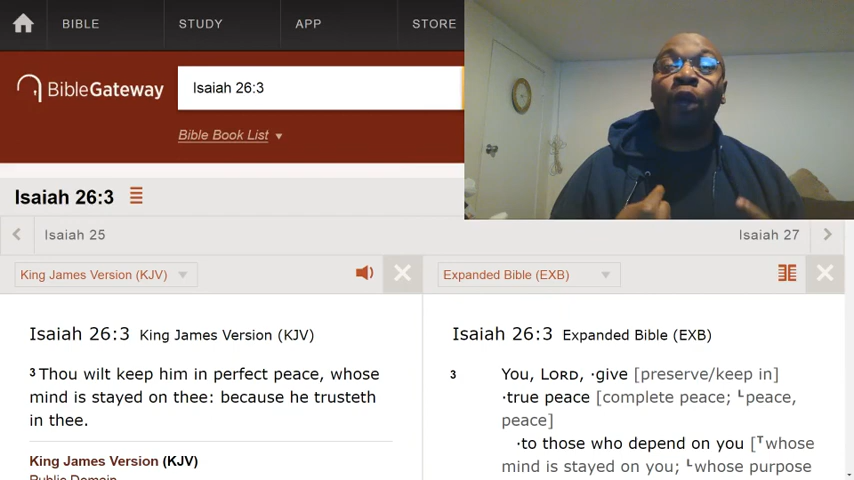 BIBLE STUDY APP STORE
BibleGateway
Isaiah 26:3
Bible Book List
Isaiah 26:3
Isaiah 25
Isaiah 27
King James Version (KJV)
Expanded Bible (EXB)
Isaiah 26:3 King James Version (KJV)
3 Thou wilt keep him in perfect peace, whose
mind is stayed on thee: because he trusteth
in thee.
King James Version (KJV)
Public Domain
Isaiah 26:3 Expanded Bible (EXB)
3 You, LORD, ·give [preserve/keep in]
·true peace [complete peace; ᴸpeace,
peace]
·to those who depend on you [ᵀwhose
mind is stayed on you; ᴸwhose purpose